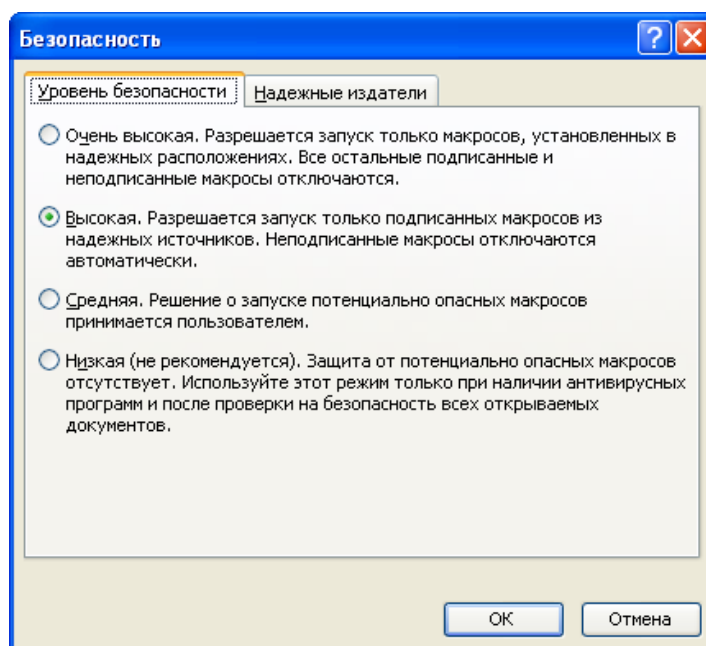 Безопасность
Уровень безопасности
Надежные издатели
Очень высокая. Разрешается запуск только макросов, установленных в
надежных расположениях. Все остальные подписанные и
неподписанные макросы отключаются.
Высокая. Разрешается запуск только подписанных макросов из
надежных источников. Неподписанные макросы отключаются
автоматически.
Средняя. Решение о запуске потенциально опасных макросов
принимается пользователем.
Низкая (не рекомендуется). Защита от потенциально опасных макросов
отсутствует. Используйте этот режим только при наличии антивирусных
программ и после проверки на безопасность всех открываемых
документов.
ОК
Отмена